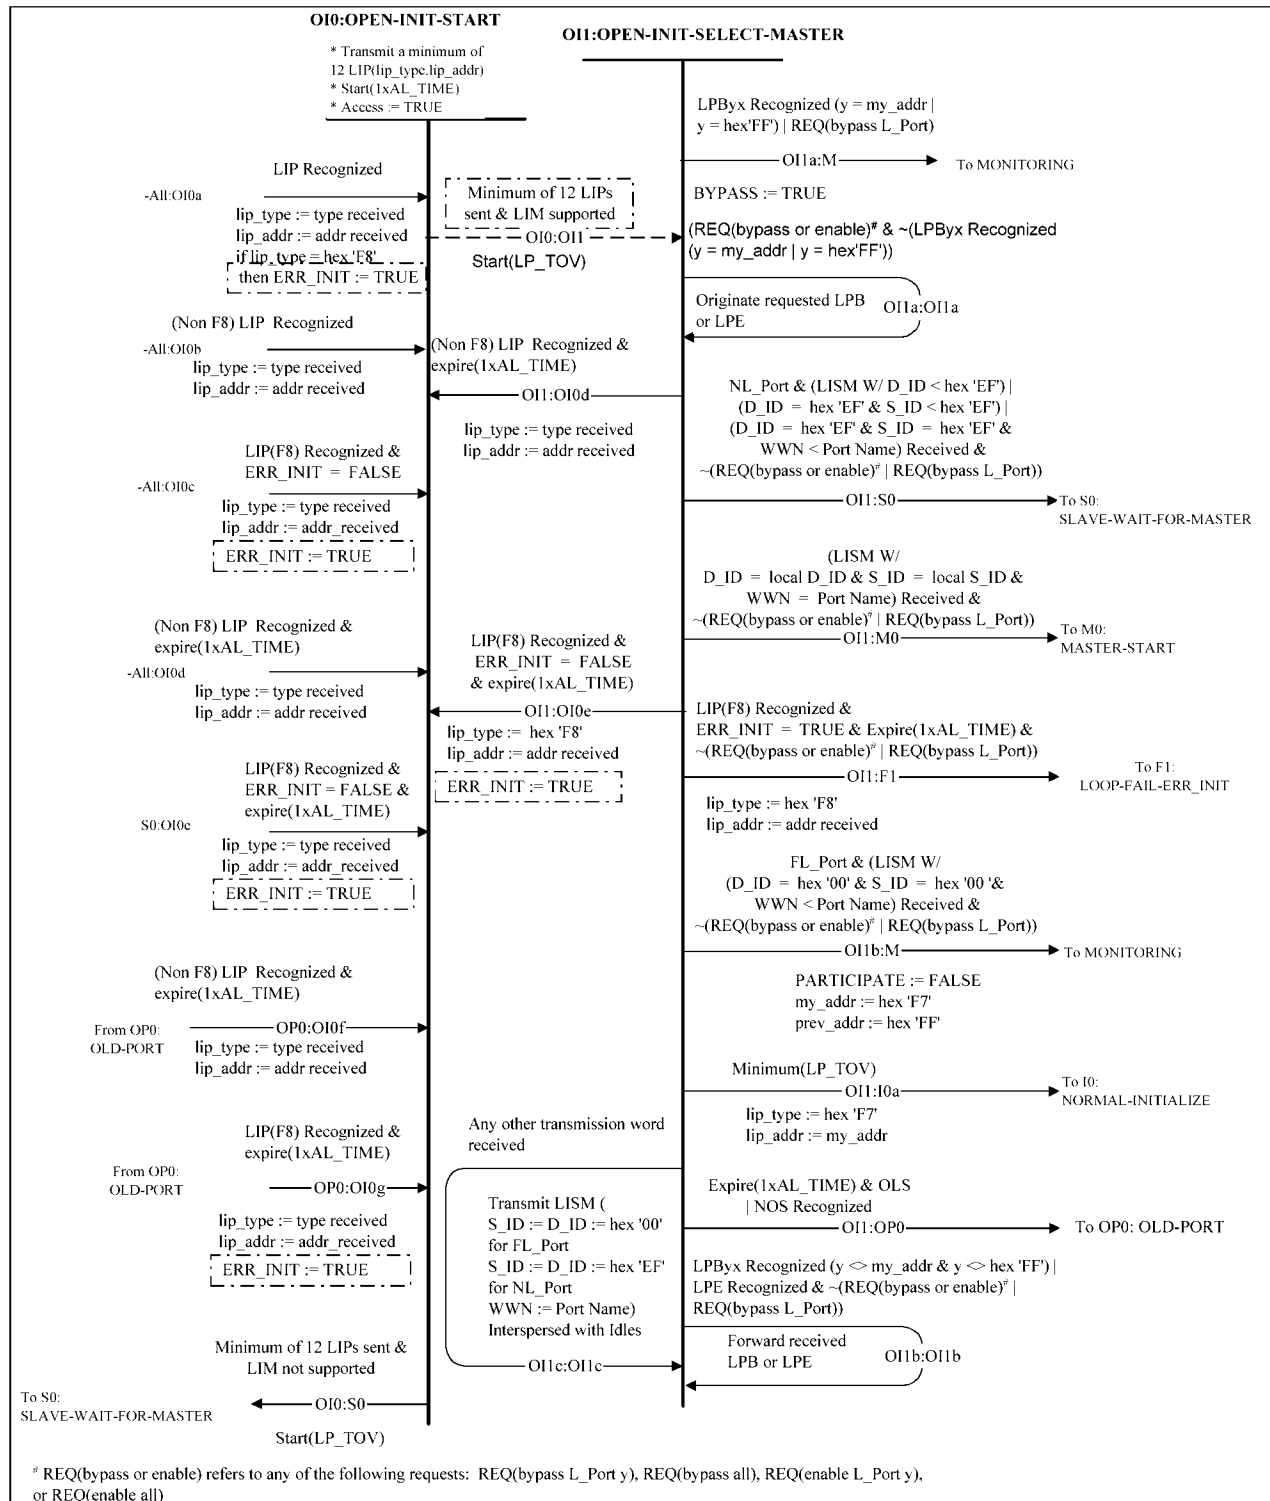 OI0:OPEN-INIT-START
* Transmit a minimum of
12 LIP(lip_type.lip_addr)
* Start(1xAL_TIME)
* Access := TRUE
LIP Recognized
-All:OI0a
lip_type := type received
lip_addr := addr received
if lip_type = hex 'F8'
then ERR_INIT := TRUE
(Non F8) LIP Recognized
-All:OI0b
lip_type := type received
lip_addr := addr received
LIP(F8) Recognized &
ERR_INIT = FALSE
-All:OI0c
lip_type := type received
lip_addr := addr_received
ERR_INIT := TRUE
(Non F8) LIP Recognized &
expire(1xAL_TIME)
-All:OI0d
lip_type := type received
lip_addr := addr received
LIP(F8) Recognized &
ERR_INIT = FALSE &
expire(1xAL_TIME)
S0:OI0e
lip_type := type received
lip_addr := addr_received
ERR_INIT := TRUE
(Non F8) LIP Recognized &
expire(1xAL_TIME)
From OP0:
OLD-PORT
OP0:OI0f
lip_type := type received
lip_addr := addr received
LIP(F8) Recognized &
expire(1xAL_TIME)
From OP0:
OLD-PORT
OP0:OI0g
lip_type := type received
lip_addr := addr_received
ERR_INIT := TRUE
Minimum of 12 LIPs sent &
LIM not supported
To S0:
SLAVE-WAIT-FOR-MASTER
OI0:S0
Start(LP_TOV)
Minimum of 12 LIPs
sent & LIM supported
OI0:OI1
Start(LP_TOV)
(Non F8) LIP Recognized &
expire(1xAL_TIME)
OI1:OI0d
lip_type := type received
lip_addr := addr received
LIP(F8) Recognized &
ERR_INIT = FALSE
& expire(1xAL_TIME)
OI1:OI0e
lip_type := hex 'F8'
lip_addr := addr received
ERR_INIT := TRUE
Any other transmission word
received
Transmit LISM (
S_ID := D_ID := hex '00'
for FL_Port
S_ID := D_ID := hex 'EF'
for NL_Port
WWN := Port Name)
Interspersed with Idles
OI1c:OI1c
OI1:OPEN-INIT-SELECT-MASTER
LPByx Recognized (y = my_addr |
y = hex'FF') | REQ(bypass L_Port)
OI1a:M
To MONITORING
BYPASS := TRUE
(REQ(bypass or enable)# & ~(LPByx Recognized
(y = my_addr | y = hex'FF'))
Originate requested LPB
or LPE
OI1a:OI1a
NL_Port & (LISM W/ D_ID < hex 'EF') |
(D_ID = hex 'EF' & S_ID < hex 'EF') |
(D_ID = hex 'EF' & S_ID = hex 'EF' &
WWN < Port Name) Received &
~(REQ(bypass or enable)# | REQ(bypass L_Port))
OI1:S0
To S0:
SLAVE-WAIT-FOR-MASTER
(LISM W/
D_ID = local D_ID & S_ID = local S_ID &
WWN = Port Name) Received &
~(REQ(bypass or enable)# | REQ(bypass L_Port))
OI1:M0
To M0:
MASTER-START
LIP(F8) Recognized &
ERR_INIT = TRUE & Expire(1xAL_TIME) &
~(REQ(bypass or enable)# | REQ(bypass L_Port))
OI1:F1
To F1:
LOOP-FAIL-ERR_INIT
lip_type := hex 'F8'
lip_addr := addr received
FL_Port & (LISM W/
(D_ID = hex '00' & S_ID = hex '00 '&
WWN < Port Name) Received &
~(REQ(bypass or enable)# | REQ(bypass L_Port))
OI1b:M
To MONITORING
PARTICIPATE := FALSE
my_addr := hex 'F7'
prev_addr := hex 'FF'
Minimum(LP_TOV)
OI1:I0a
To I0:
NORMAL-INITIALIZE
lip_type := hex 'F7'
lip_addr := my_addr
Expire(1xAL_TIME) & OLS
| NOS Recognized
OI1:OP0
To OP0: OLD-PORT
LPByx Recognized (y <> my_addr & y <> hex 'FF') |
LPE Recognized & ~(REQ(bypass or enable)# |
REQ(bypass L_Port))
Forward received
LPB or LPE
OI1b:OI1b
# REQ(bypass or enable) refers to any of the following requests: REQ(bypass L_Port y), REQ(bypass all), REQ(enable L_Port y),
or REQ(enable all)